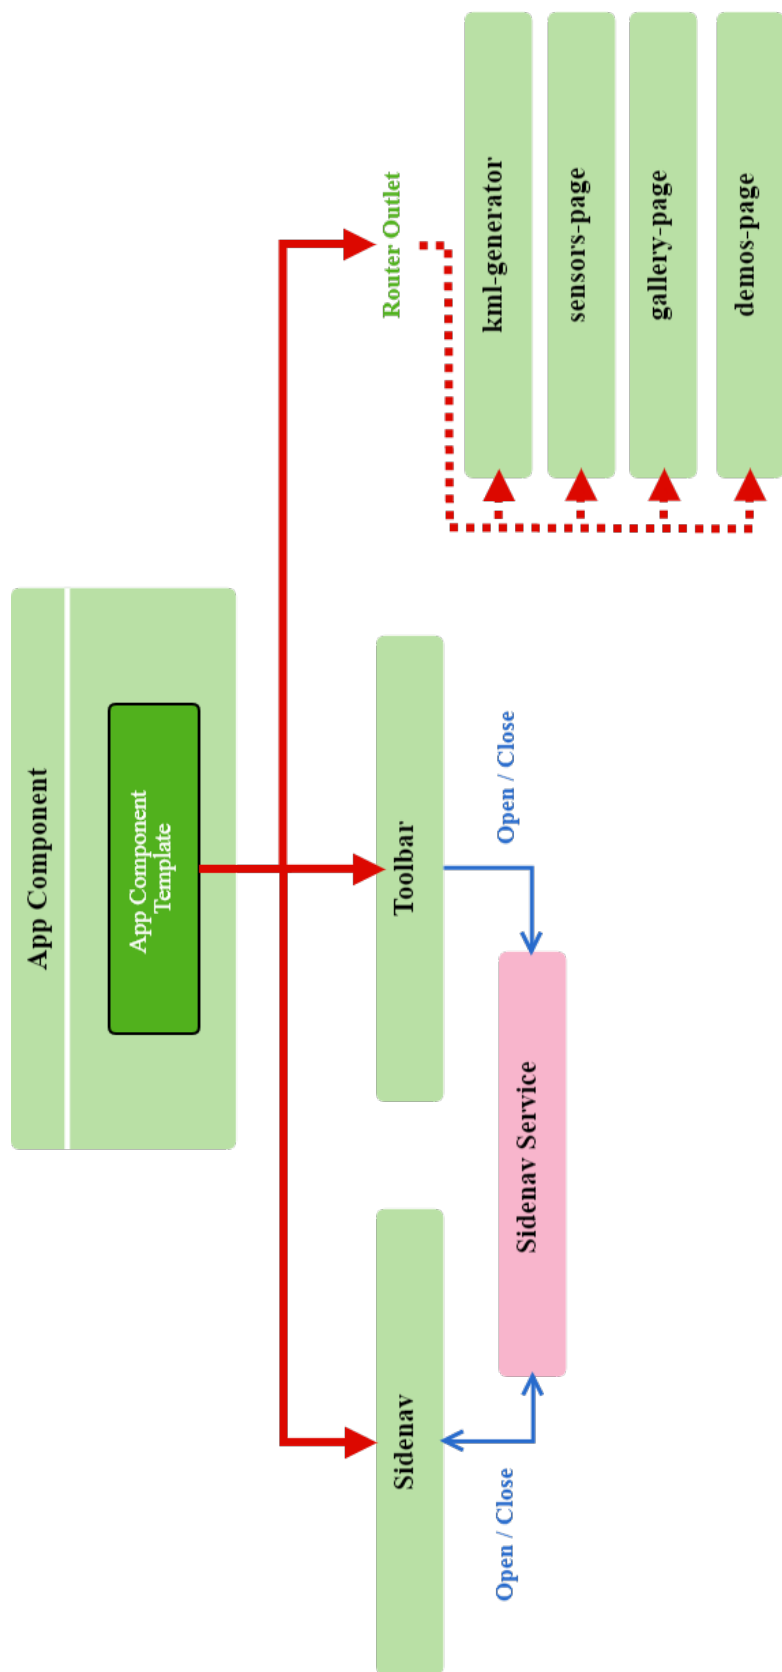 App Component
App Component
Template
Sidenav
Toolbar
Router Outlet
Open / Close
Open / Close
Sidenav Service
kml-generator
sensors-page
gallery-page
demos-page